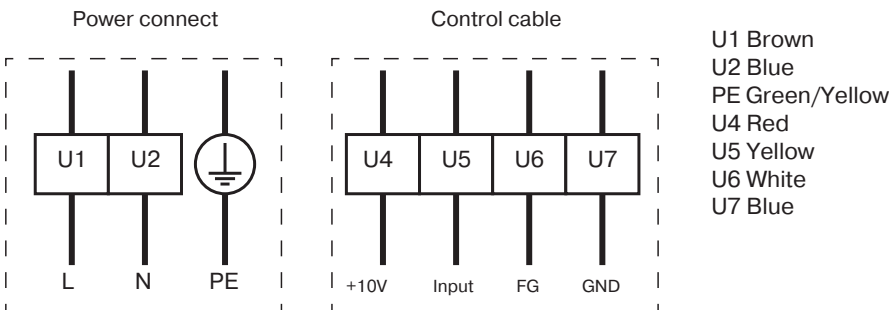 Power connect
Control cable
U1 U2
U4 U5 U6 U7
L N PE
+10V Input FG GND
U1 Brown
U2 Blue
PE Green/Yellow
U4 Red
U5 Yellow
U6 White
U7 Blue